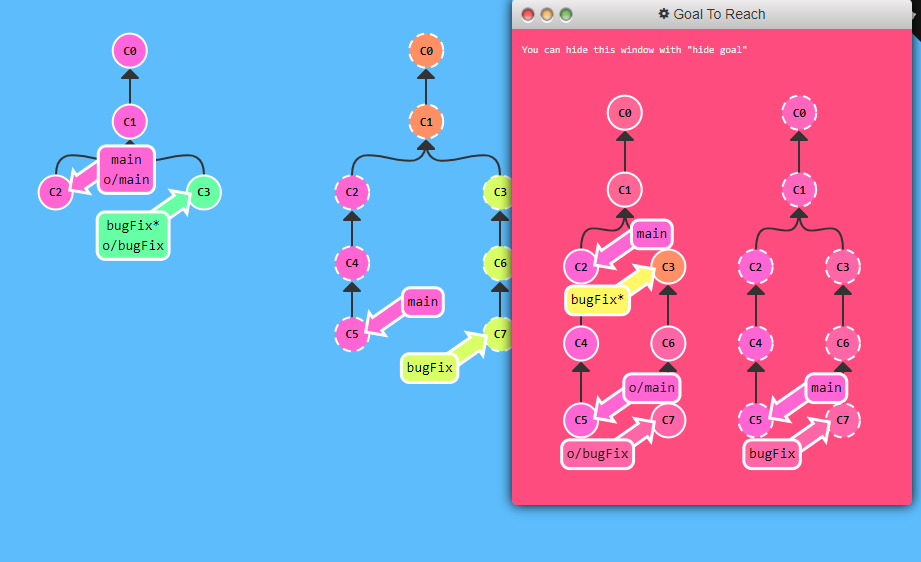 C0
C1
main
o/main
C2
C3
bugFix*
o/bugFix
C0
C1
C2
C3
C4
C6
main
C5
C7
bugFix
Goal To Reach
You can hide this window with "hide goal"
C0
C1
main
C2
C3
bugFix*
C4
C6
o/main
C5
C7
o/bugFix
C0
C1
C2
C3
C4
C6
main
C5
C7
bugFix